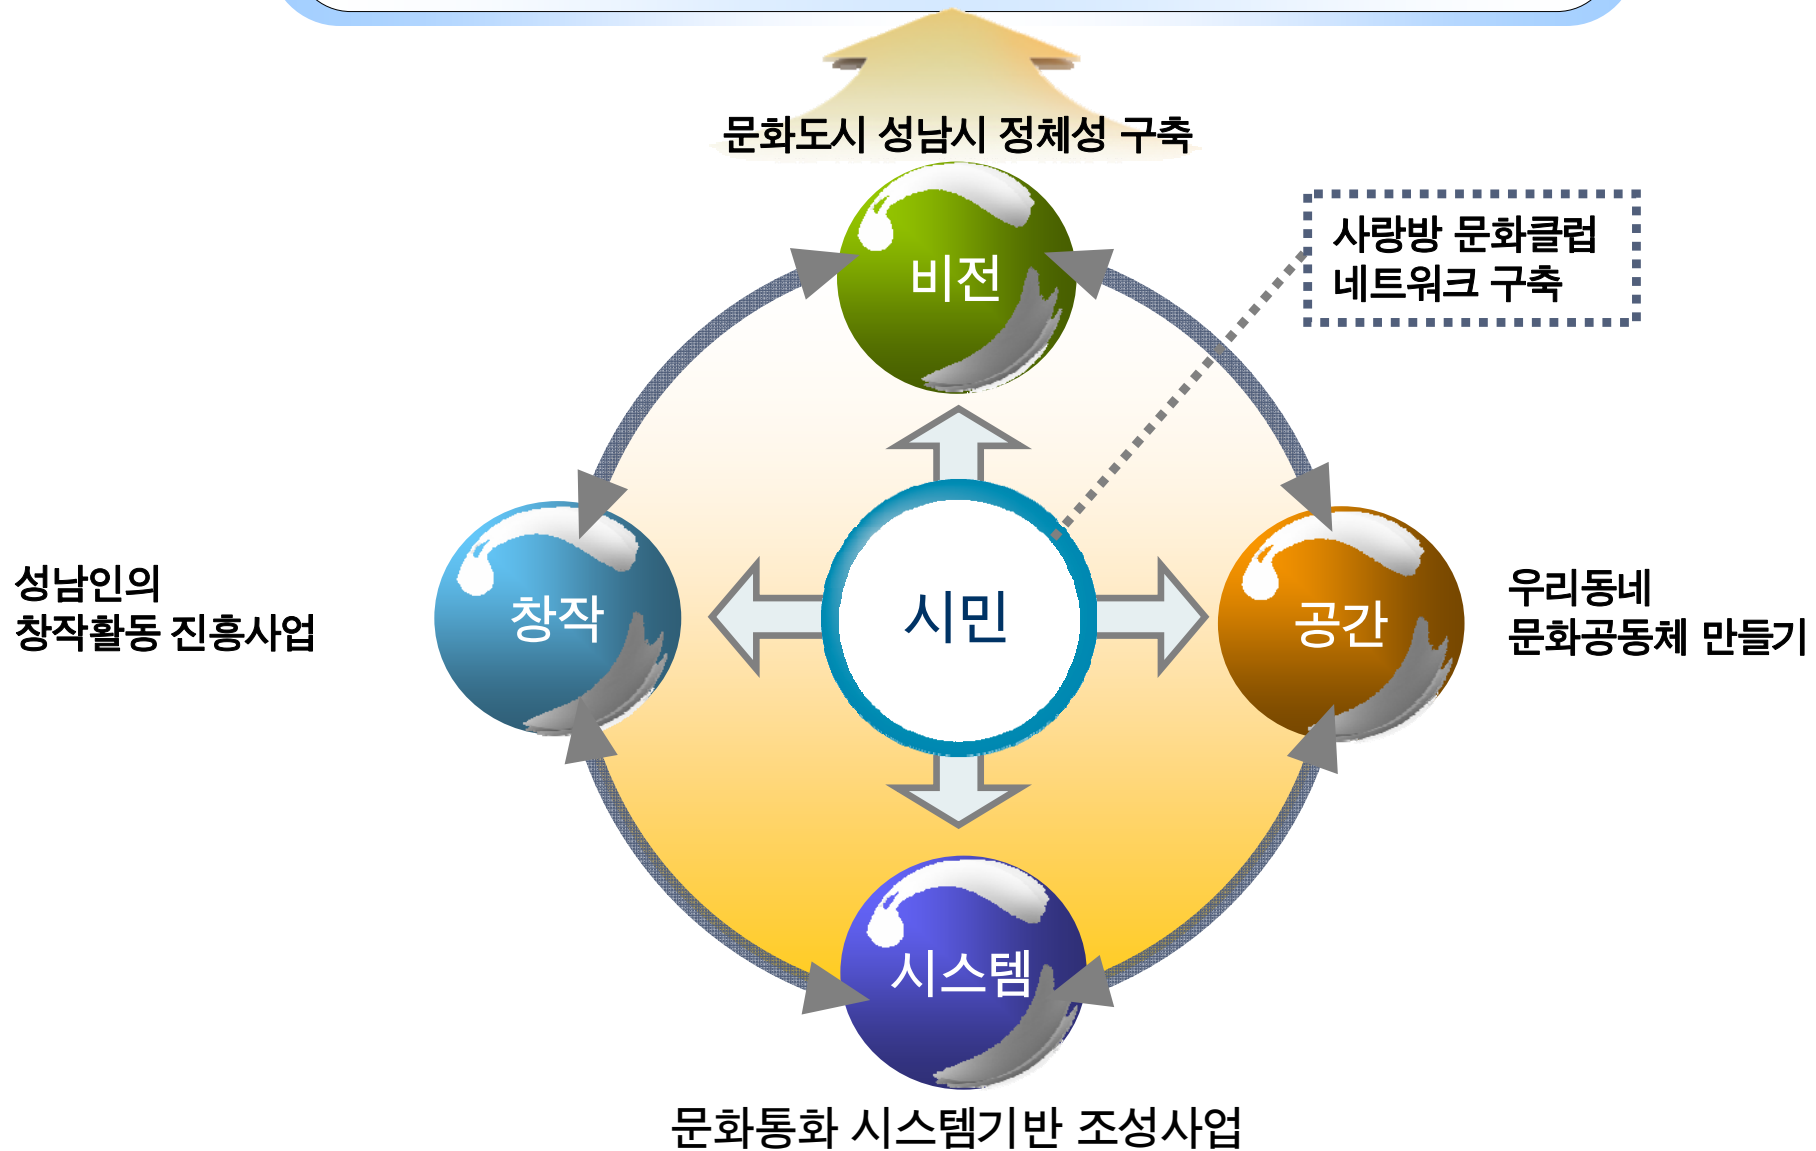 문화도시 성남시 정체성 구축
비전
사랑방 문화클럽
네트워크 구축
성남인의
창작활동 진흥사업
창작
시민
공간
우리동네
문화공동체 만들기
시스템
문화통화 시스템기반 조성사업